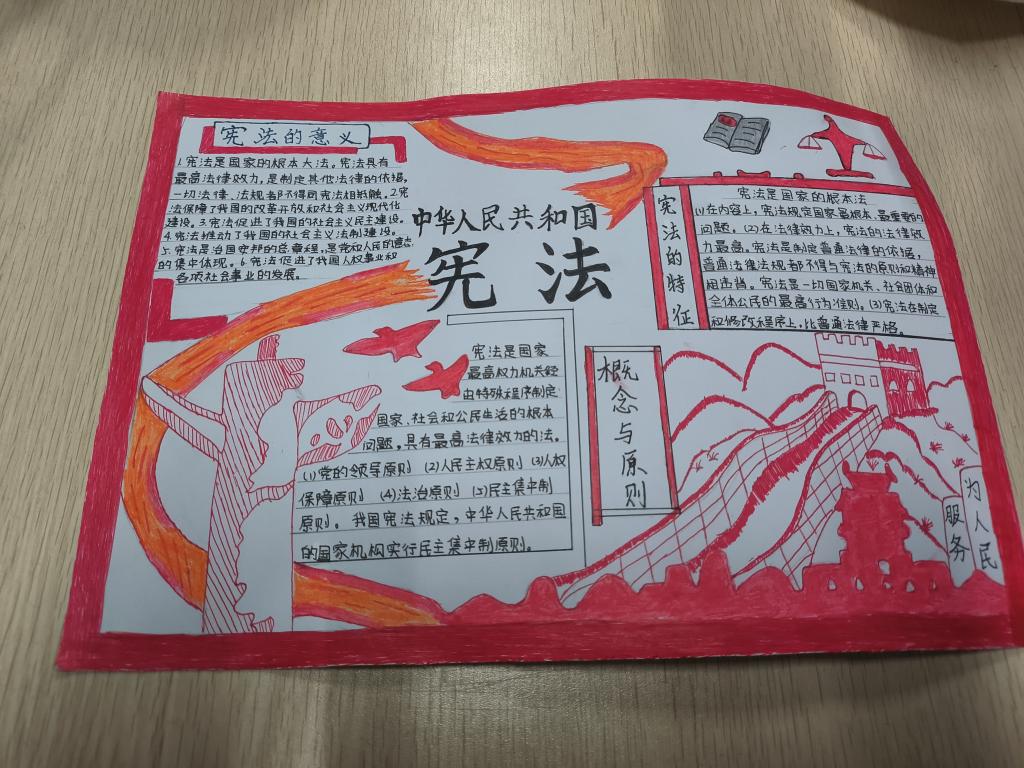 宪法的意义
1.宪法是国家的根本大法。宪法具有
最高法律效力,是制定其他法律的依据,
一切法律、法规都不得同宪法相抵触。2.宪
法保障了我国的改革开放和社会主义现代化
建设。3.宪法促进了我国的社会主义民主建设。
4.宪法推动了我国的社会主义法制建设。
5.宪法是治国安邦的总章程,是党和人民的意志
的集中体现。6.宪法促进了我国人权事业和
各项社会事业的发展。
中华人民共和国
宪法
宪法的特征
宪法是国家的根本法
(1)在内容上,宪法规定国家最根本、最重要的
问题。(2)在法律效力上,宪法的法律效
力最高。宪法是制定普通法律的依据,
普通法律法规都不得与宪法的原则和精神
相违背。宪法是一切国家机关、社会团体和
全体公民的最高行为准则。(3)宪法在制定
和修改程序上,比普通法律严格。
宪法是国家
最高权力机关经
由特殊程序制定
国家、社会和公民生活的根本
问题,具有最高法律效力的法。
(1)党的领导原则 (2)人民主权原则 (3)人权
保障原则 (4)法治原则 (5)民主集中制
原则。我国宪法规定,中华人民共和国
的国家机构实行民主集中制原则。
概念与原则
为人民
服务